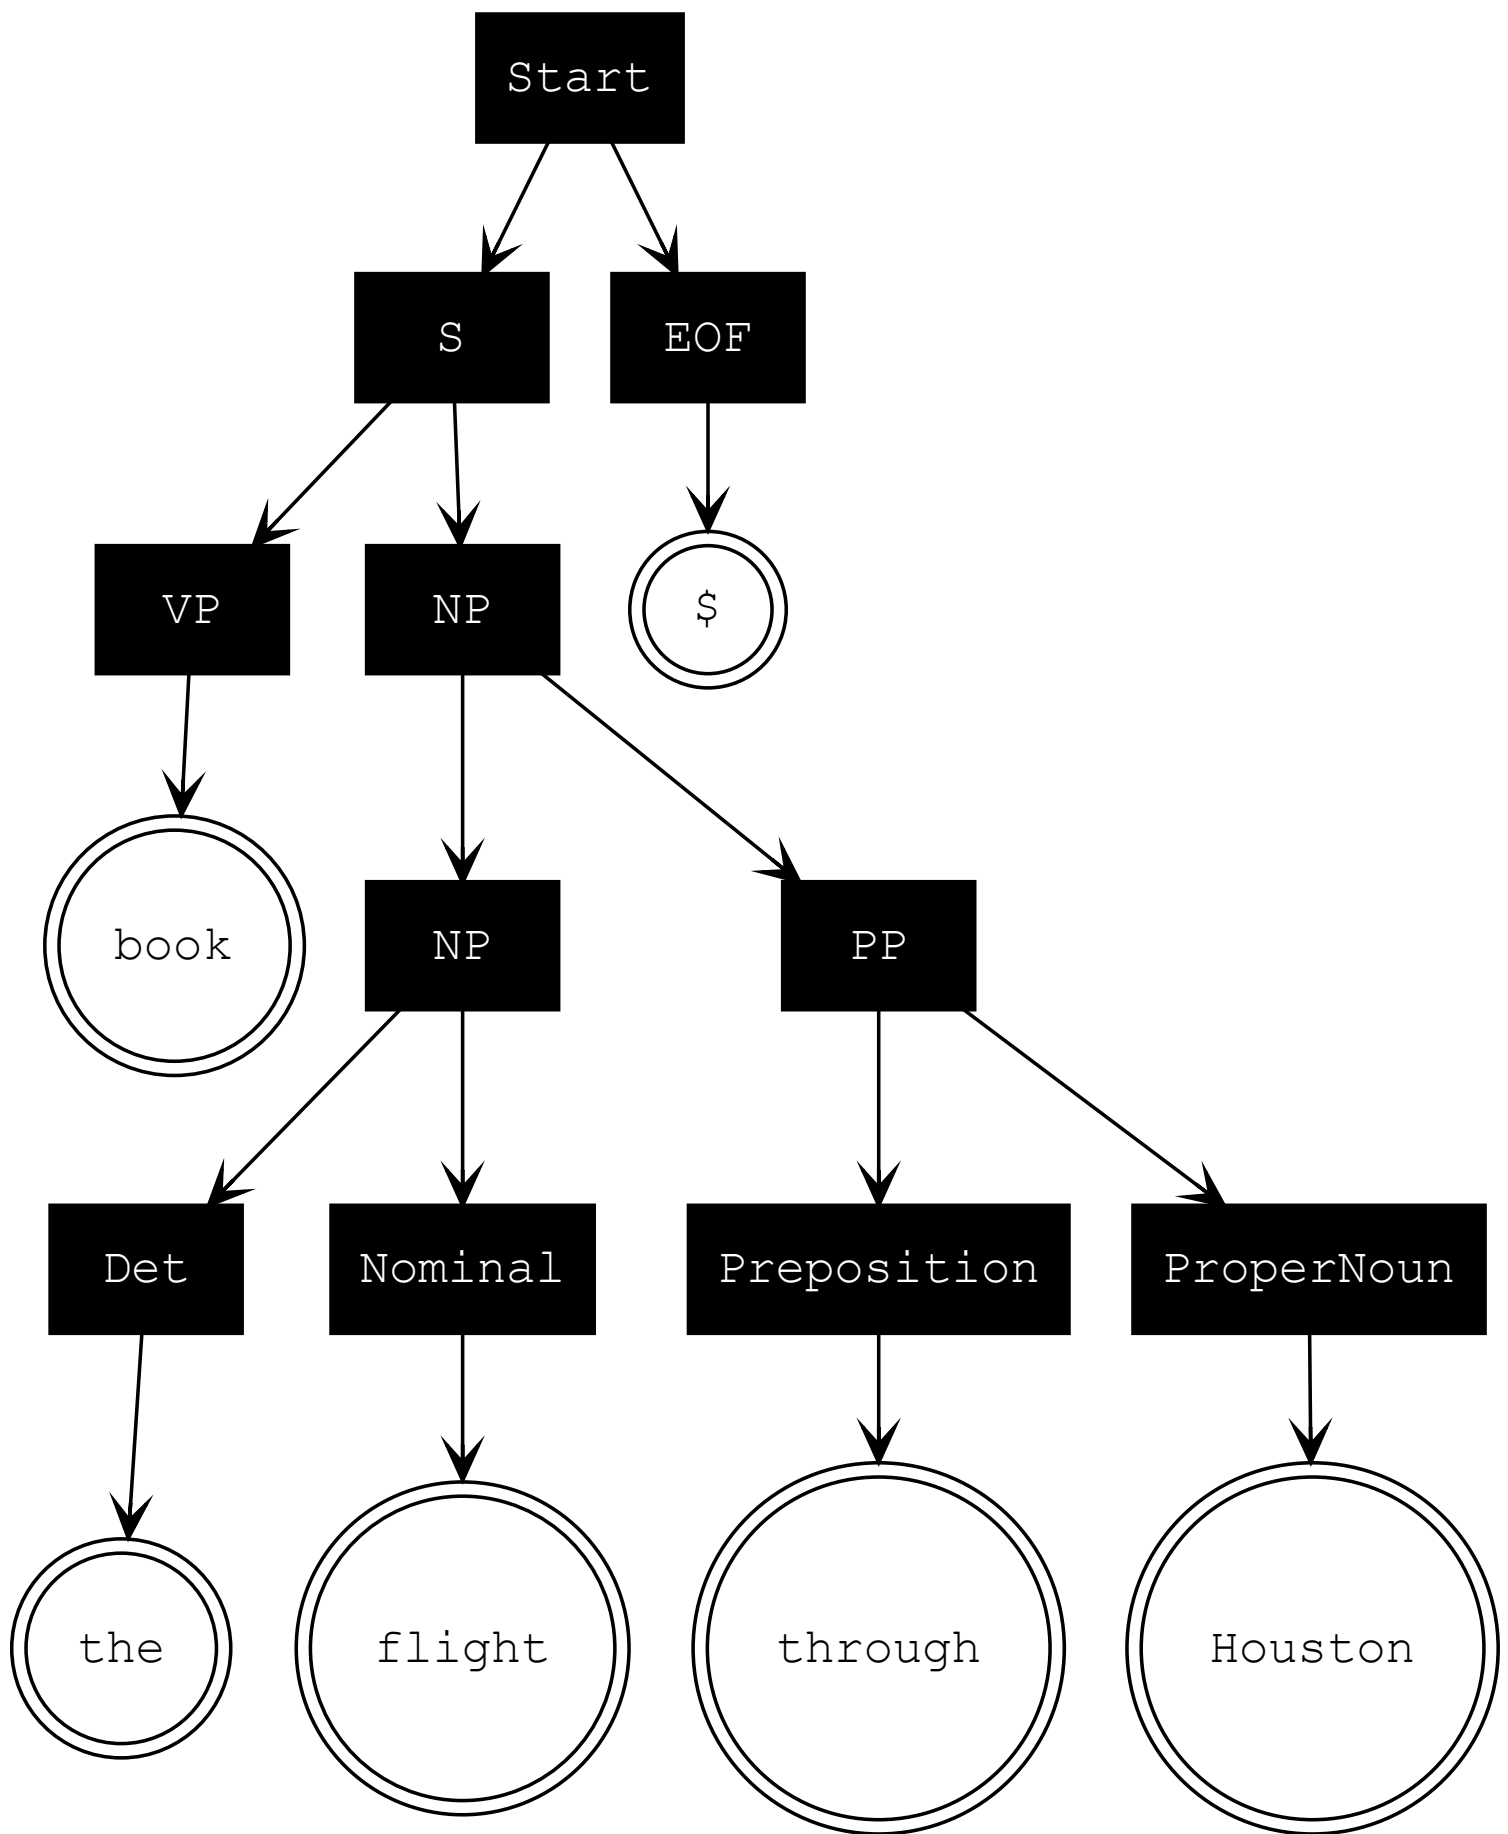 Start
S
EOF
VP
NP
$
book
NP
PP
Det
Nominal
Preposition
ProperNoun
the
flight
through
Houston